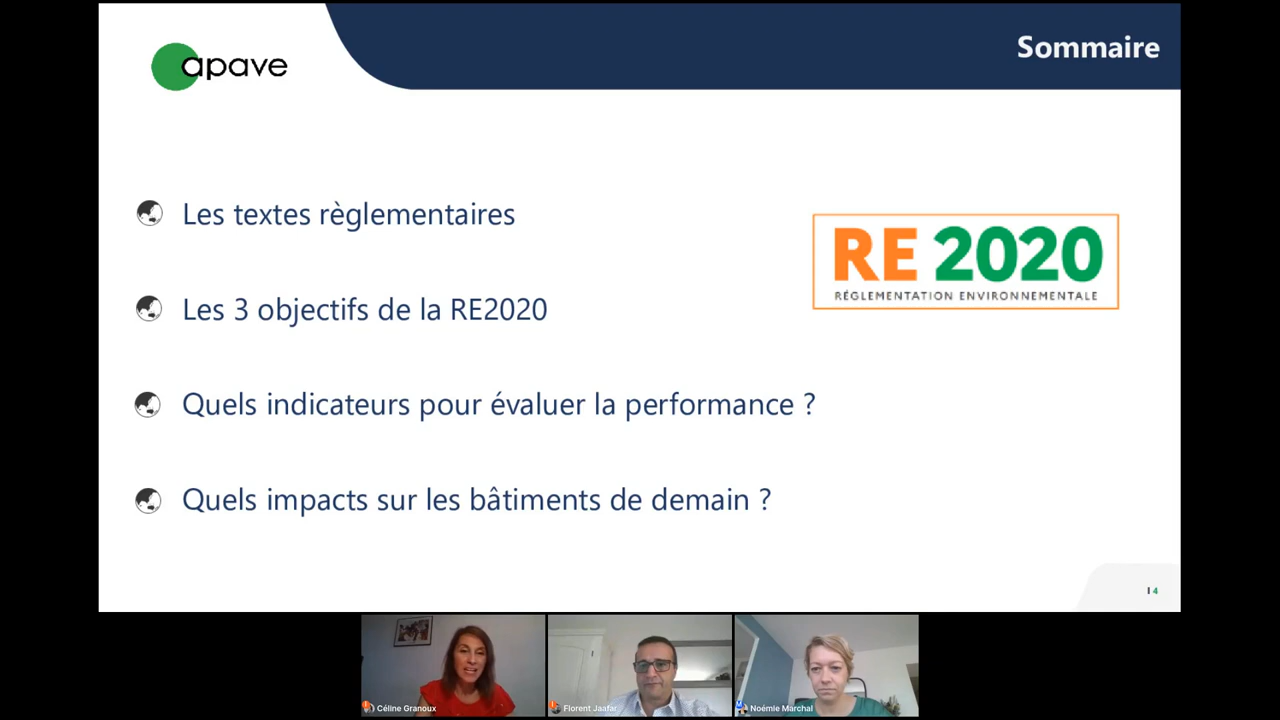 apave
Sommaire
Les textes règlementaires
Les 3 objectifs de la RE2020
Quels indicateurs pour évaluer la performance ?
Quels impacts sur les bâtiments de demain ?
RE 2020
RÉGLEMENTATION ENVIRONNEMENTALE
I 4
Céline Granoux
Florent Jaafar
Noémie Marchal